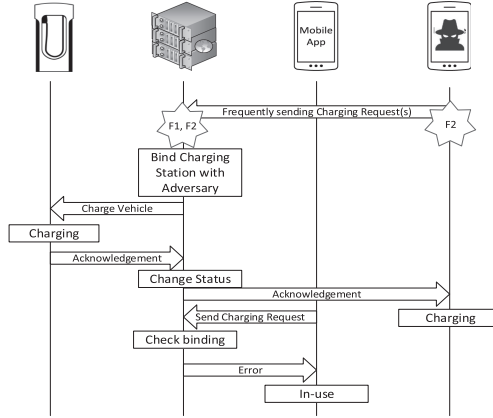 Mobile
App
Frequently sending Charging Request(s)
F1, F2
F2
Bind Charging
Station with
Adversary
Charge Vehicle
Charging
Acknowledgement
Change Status
Acknowledgement
Send Charging Request
Charging
Check binding
Error
In-use